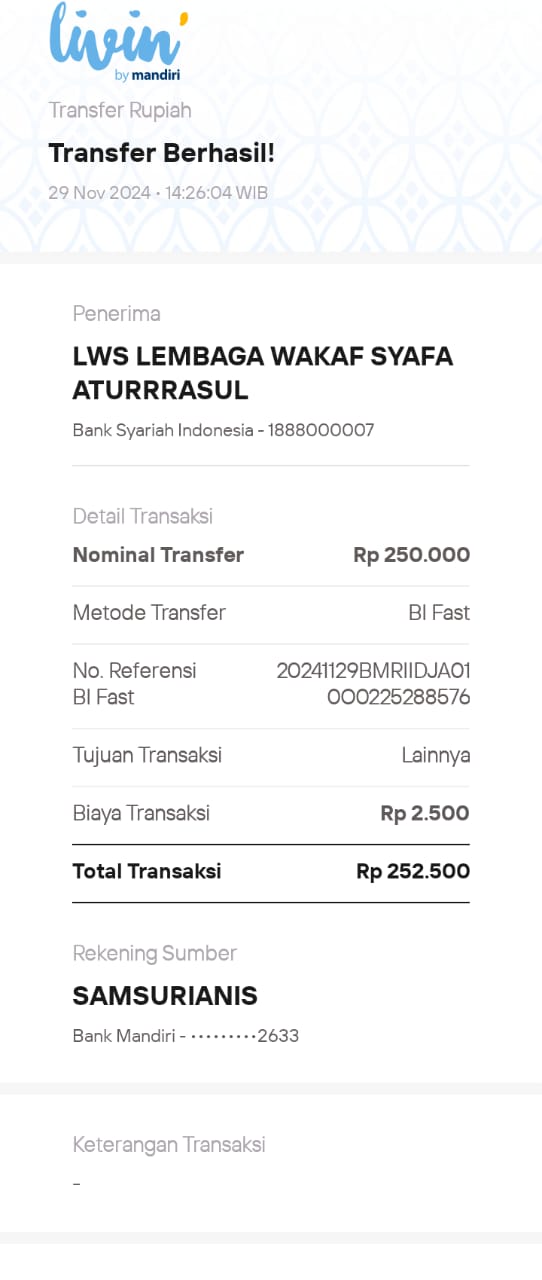 livin'
by mandiri
Transfer Rupiah
Transfer Berhasil!
29 Nov 2024 • 14:26:04 WIB
Penerima
LWS LEMBAGA WAKAF SYAFA
ATURRRASUL
Bank Syariah Indonesia - 1888000007
Detail Transaksi
Nominal Transfer Rp 250.000
Metode Transfer BI Fast
No. Referensi 20241129BMRIIDJA01
BI Fast 000225288576
Tujuan Transaksi Lainnya
Biaya Transaksi Rp 2.500
Total Transaksi Rp 252.500
Rekening Sumber
SAMSURIANIS
Bank Mandiri - •••••••••2633
Keterangan Transaksi
-